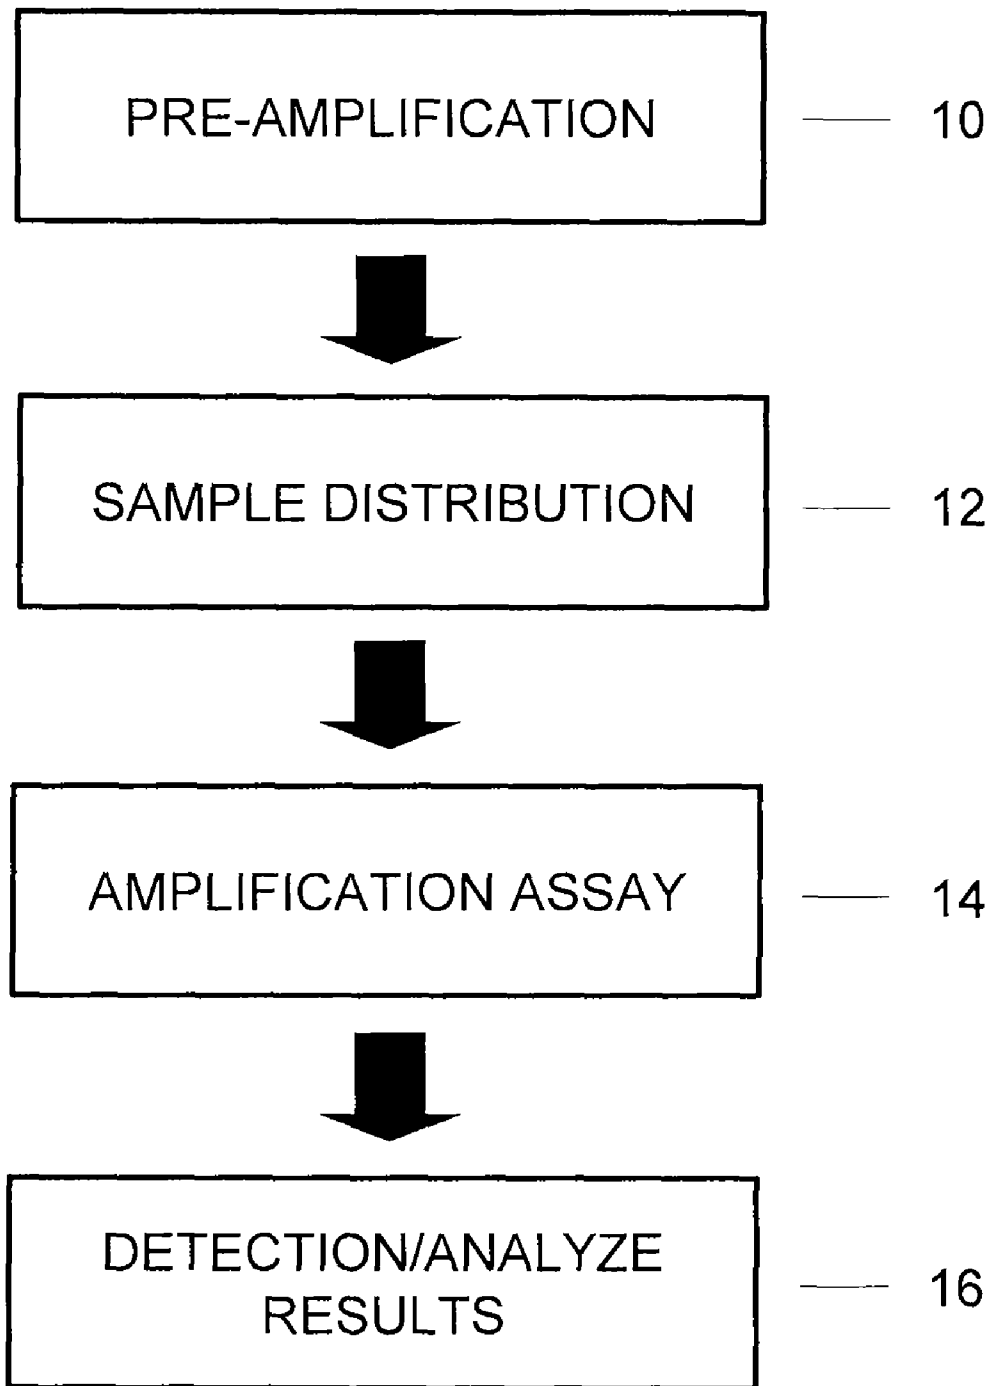 PRE-AMPLIFICATION
10
SAMPLE DISTRIBUTION
12
AMPLIFICATION ASSAY
14
DETECTION/ANALYZE
RESULTS
16